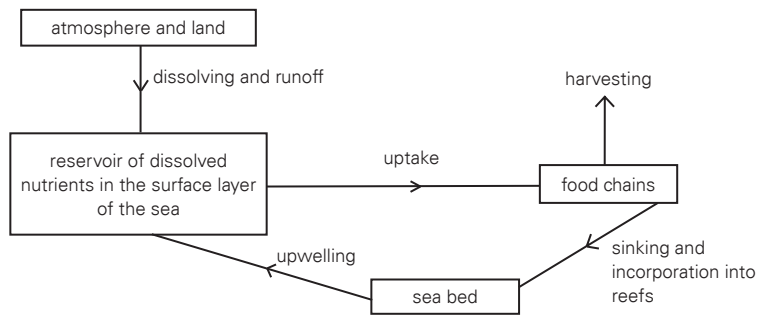 atmosphere and land
dissolving and runoff
harvesting
reservoir of dissolved
nutrients in the surface layer
of the sea
uptake
food chains
upwelling
sinking and
incorporation into
reefs
sea bed